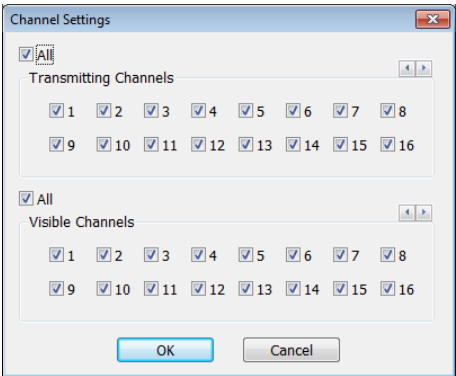 Channel Settings
All
Transmitting Channels
1 2 3 4 5 6 7 8
9 10 11 12 13 14 15 16
All
Visible Channels
1 2 3 4 5 6 7 8
9 10 11 12 13 14 15 16
OK Cancel